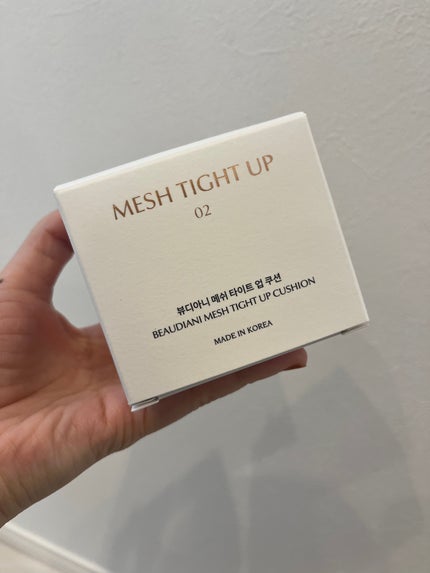 MESH TIGHT UP
02
뷰디아니 메쉬 타이트 업 쿠션
BEAUDIANI MESH TIGHT UP CUSHION
MADE IN KOREA